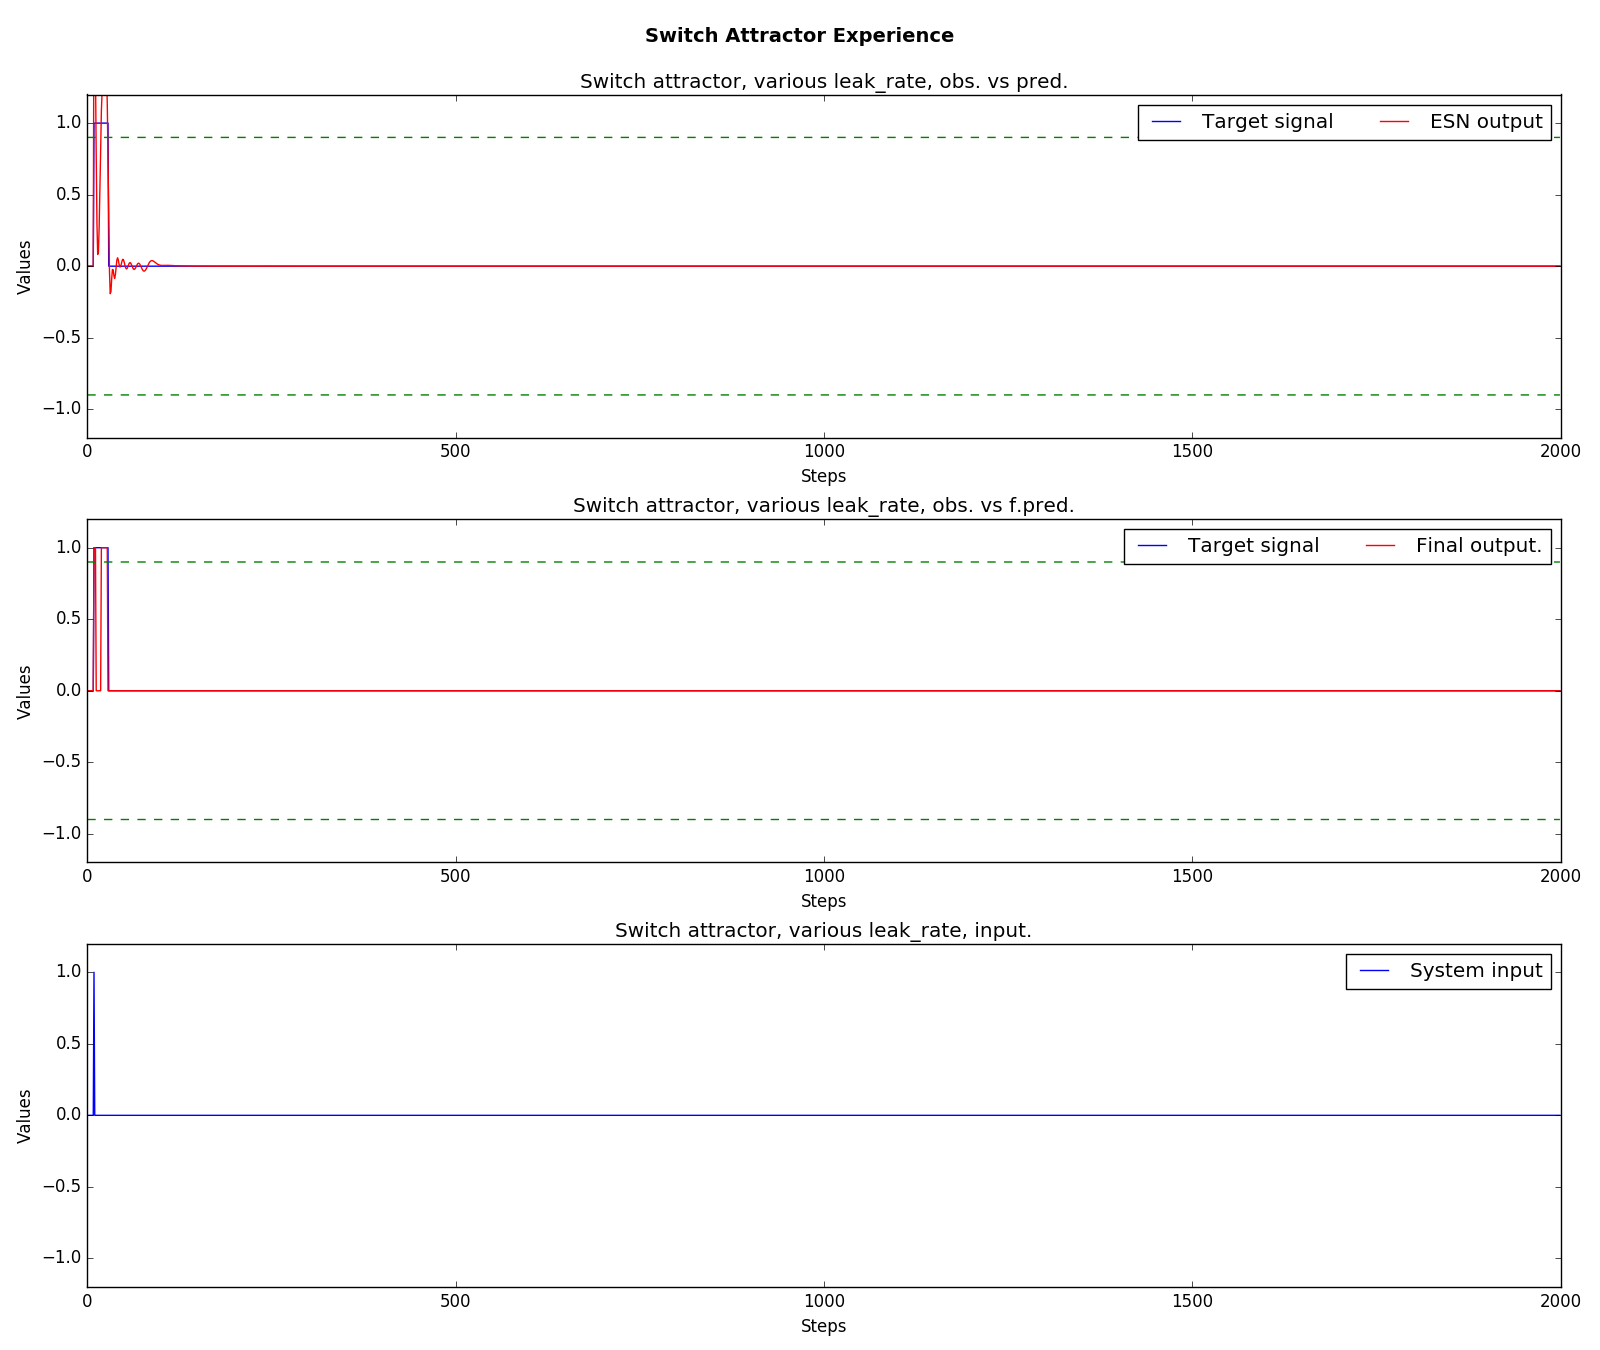 Switch Attractor Experience
Switch attractor, various leak_rate, obs. vs pred.
Target signal ESN output
1.0
0.5
0.0
−0.5
−1.0
Values
0 500 1000 1500 2000
Steps
Switch attractor, various leak_rate, obs. vs f.pred.
Target signal Final output.
1.0
0.5
0.0
−0.5
−1.0
Values
0 500 1000 1500 2000
Steps
Switch attractor, various leak_rate, input.
System input
1.0
0.5
0.0
−0.5
−1.0
Values
0 500 1000 1500 2000
Steps